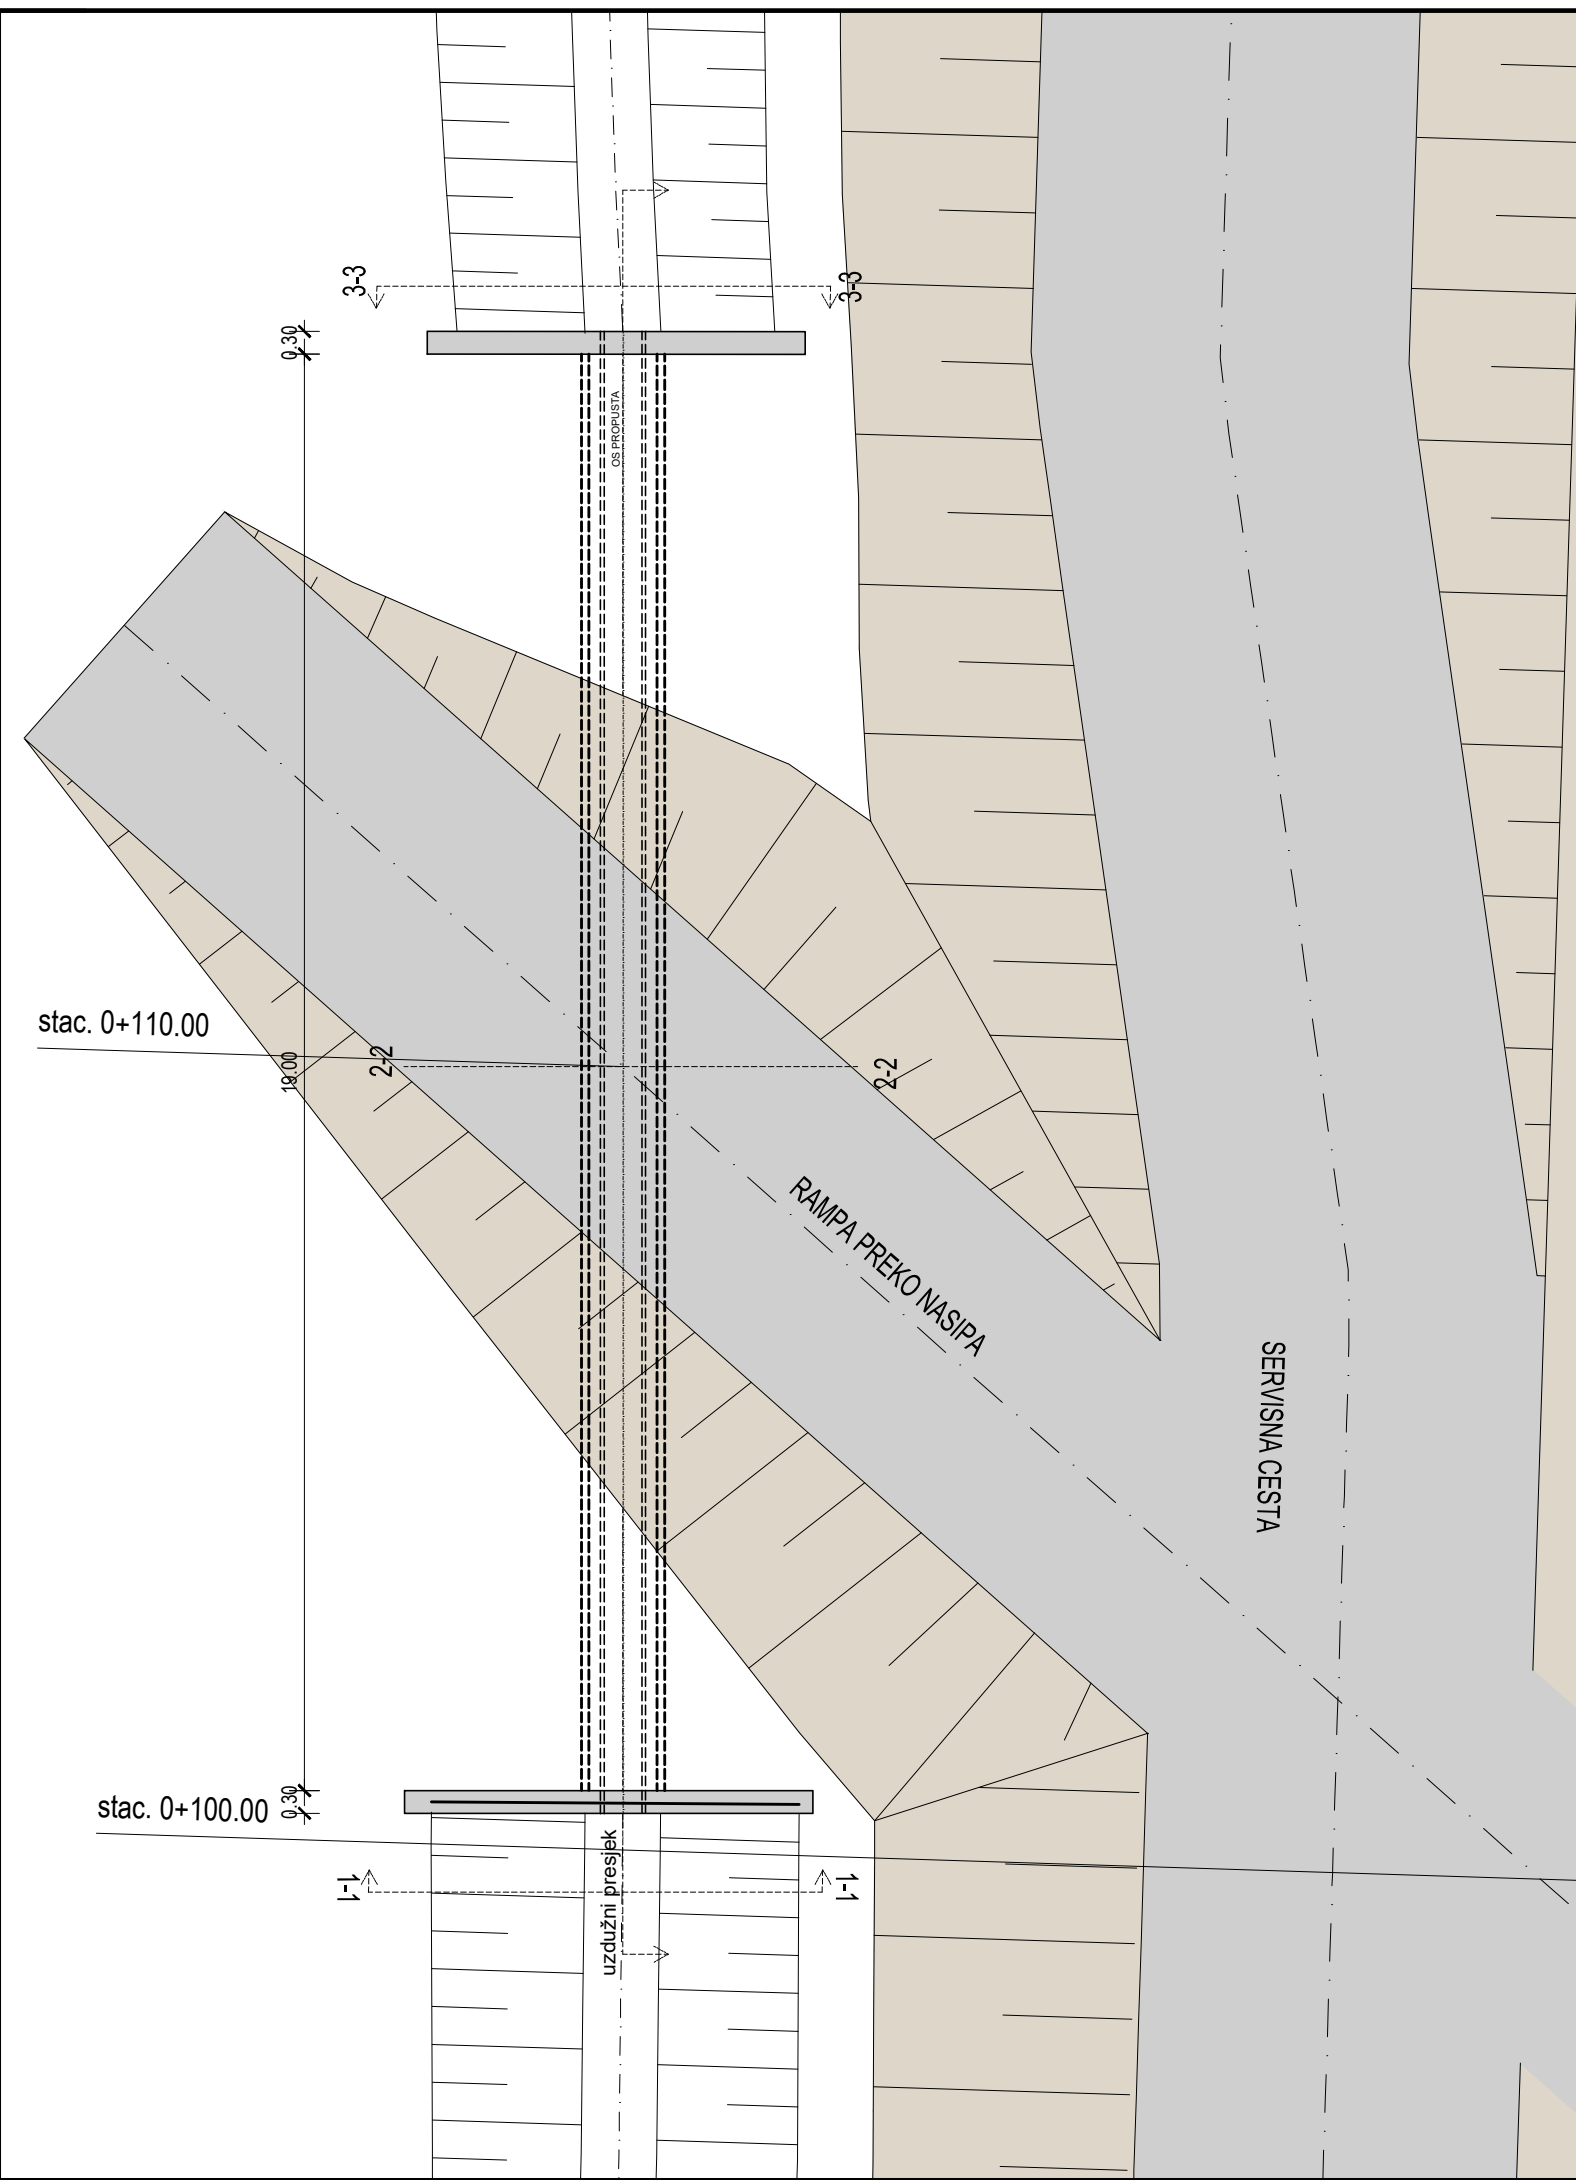 3-3
3-3
0.30
OS PROPUSTA
stac. 0+110.00
19.00
2-2
2-2
RAMPA PREKO NASIPA
SERVISNA CESTA
0.30
stac. 0+100.00
1-1
1-1
uzdužni presjek